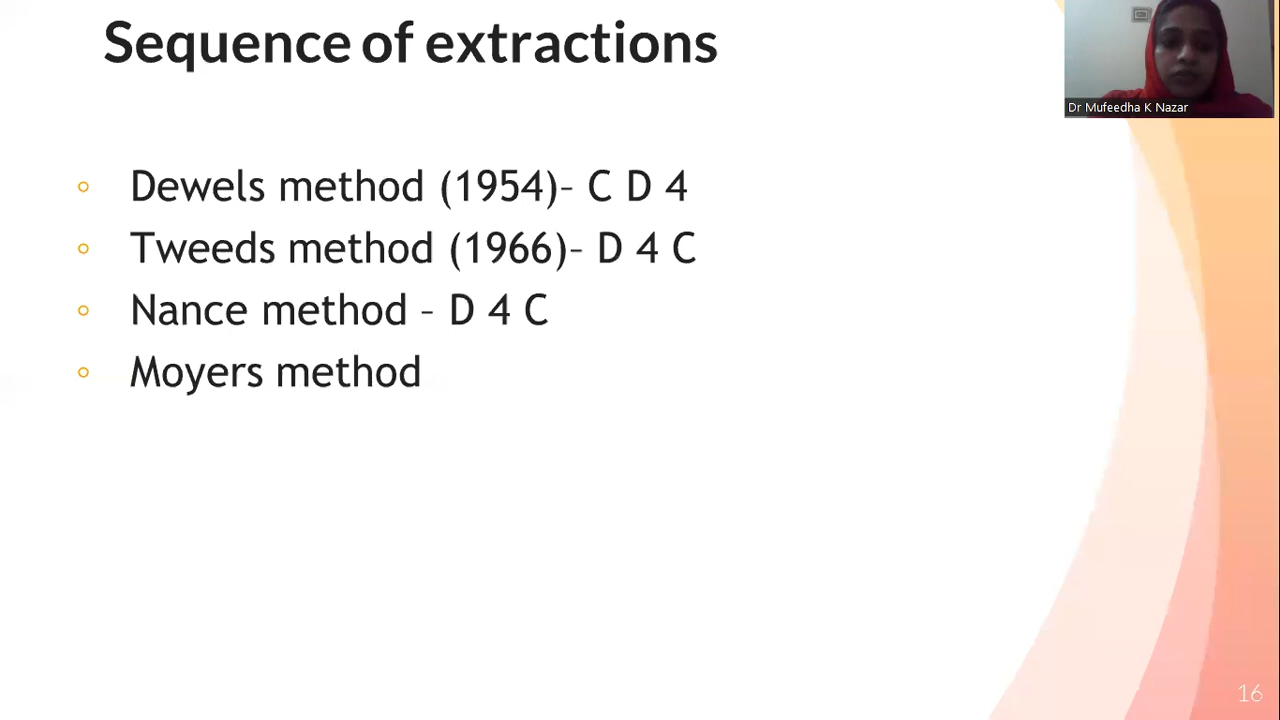 Sequence of extractions
Dr Mufeedha K Nazar
Dewels method (1954)– C D 4
Tweeds method (1966)– D 4 C
Nance method – D 4 C
Moyers method
16